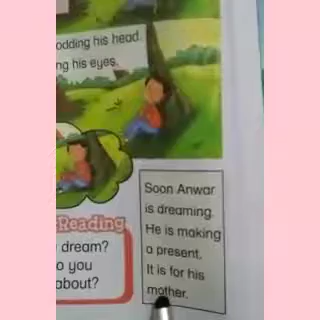 odding his head.
ng his eyes.
Soon Anwar
is dreaming.
He is making
a present.
It is for his
mother.
Reading
dream?
o you
about?